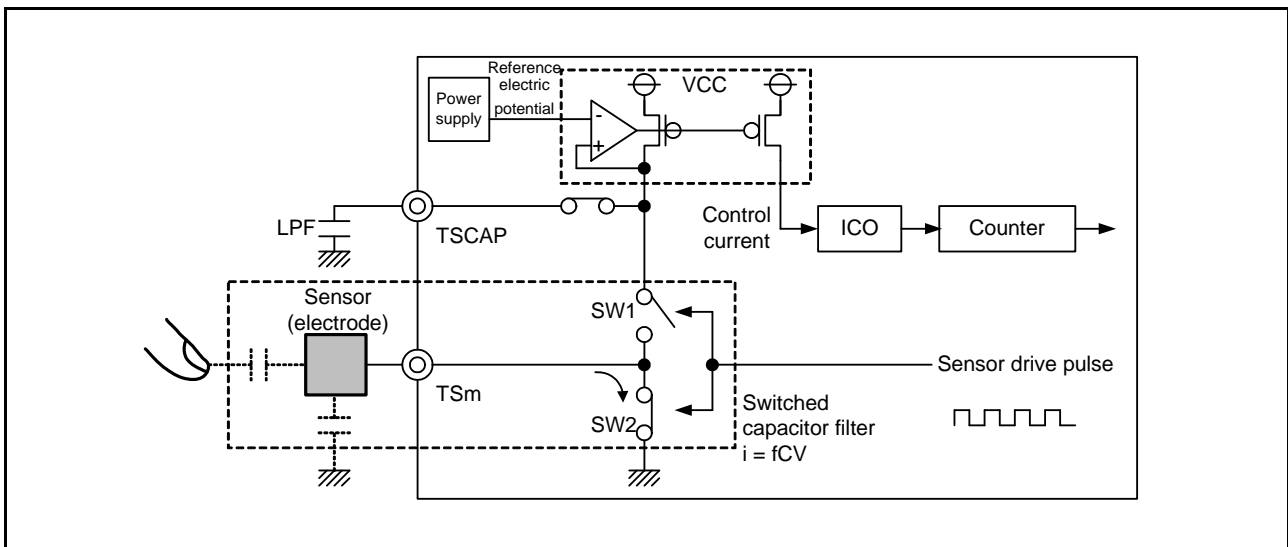 Reference
electric
potential
Power
supply
VCC
-
+
LPF
TSCAP
Control
current
ICO
Counter
Sensor
(electrode)
SW1
TSm
SW2
Sensor drive pulse
Switched
capacitor filter
i = fCV